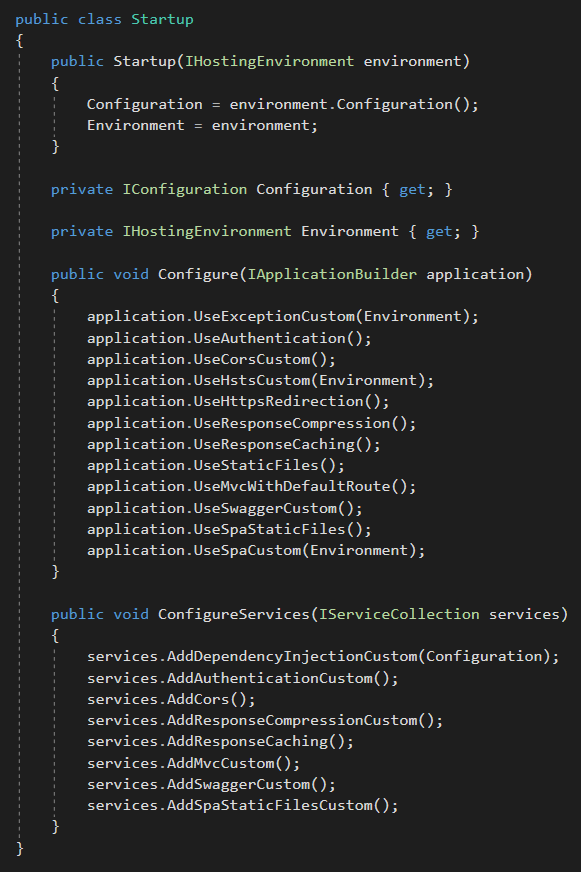 public class Startup
{
    public Startup(IHostingEnvironment environment)
    {
        Configuration = environment.Configuration();
        Environment = environment;
    }

    private IConfiguration Configuration { get; }

    private IHostingEnvironment Environment { get; }

    public void Configure(IApplicationBuilder application)
    {
        application.UseExceptionCustom(Environment);
        application.UseAuthentication();
        application.UseCorsCustom();
        application.UseHstsCustom(Environment);
        application.UseHttpsRedirection();
        application.UseResponseCompression();
        application.UseResponseCaching();
        application.UseStaticFiles();
        application.UseMvcWithDefaultRoute();
        application.UseSwaggerCustom();
        application.UseSpaStaticFiles();
        application.UseSpaCustom(Environment);
    }

    public void ConfigureServices(IServiceCollection services)
    {
        services.AddDependencyInjectionCustom(Configuration);
        services.AddAuthenticationCustom();
        services.AddCors();
        services.AddResponseCompressionCustom();
        services.AddResponseCaching();
        services.AddMvcCustom();
        services.AddSwaggerCustom();
        services.AddSpaStaticFilesCustom();
    }
}